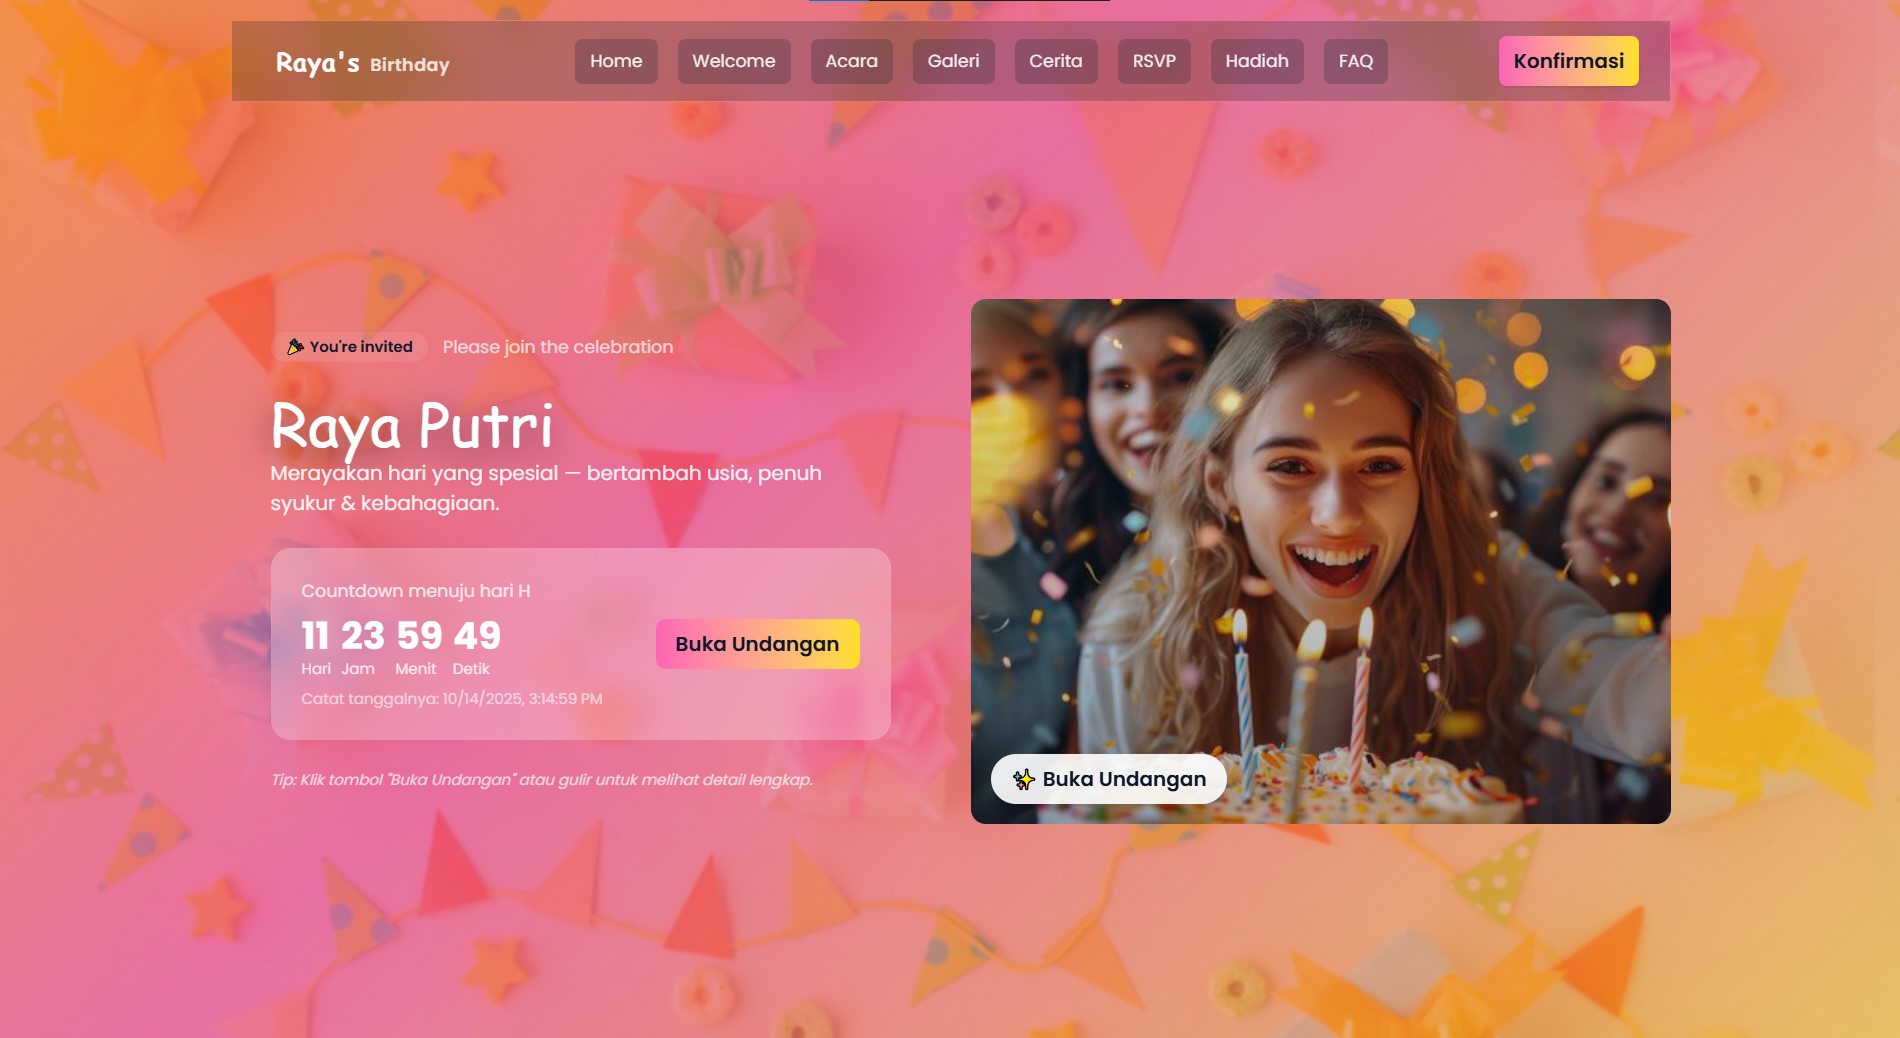 Raya's Birthday
Home Welcome Acara Galeri Cerita RSVP Hadiah FAQ
Konfirmasi
You're invited Please join the celebration
Raya Putri
Merayakan hari yang spesial — bertambah usia, penuh
syukur & kebahagiaan.
Countdown menuju hari H
11 23 59 49
Hari Jam Menit Detik
Catat tanggalnya: 10/14/2025, 3:14:59 PM
Buka Undangan
Tip: Klik tombol "Buka Undangan" atau gulir untuk melihat detail lengkap.
Buka Undangan